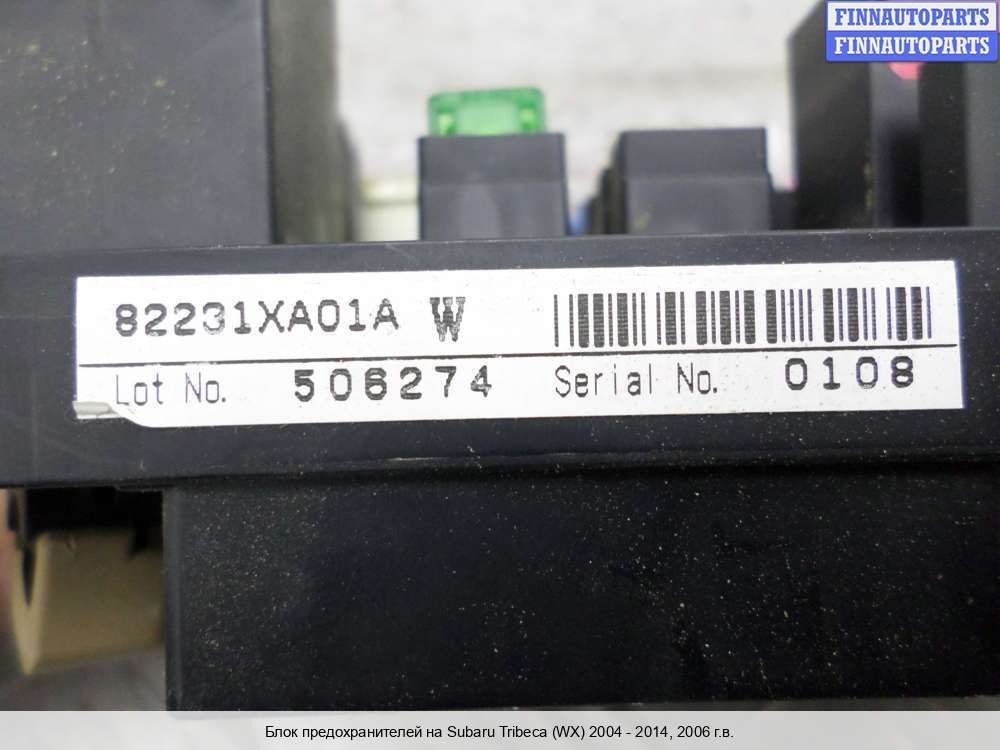 FINNAUTOPARTS
FINNAUTOPARTS
82231XA01A W
Lot No. 506274 Serial No. 0108
Блок предохранителей на Subaru Tribeca (WX) 2004 - 2014, 2006 г.в.